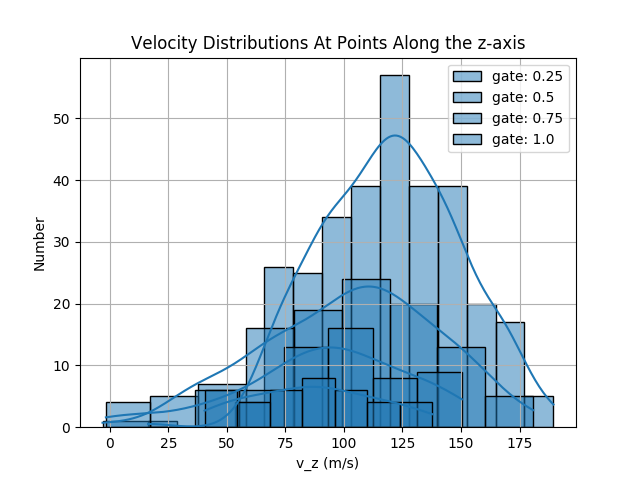 Velocity Distributions At Points Along the z-axis
gate: 0.25
gate: 0.5
gate: 0.75
gate: 1.0
50
40
30
20
10
0
Number
0 25 50 75 100 125 150 175
v_z (m/s)